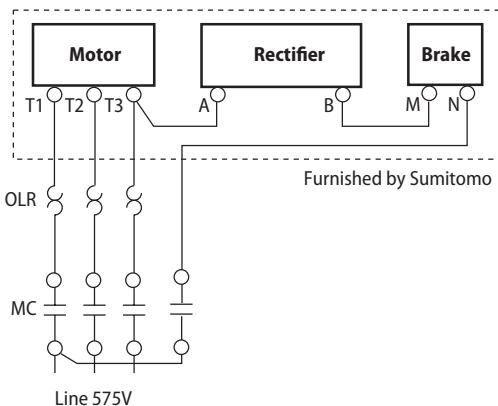 Motor Rectifier Brake
T1 T2 T3 A B M N
Furnished by Sumitomo
OLR
MC
Line 575V